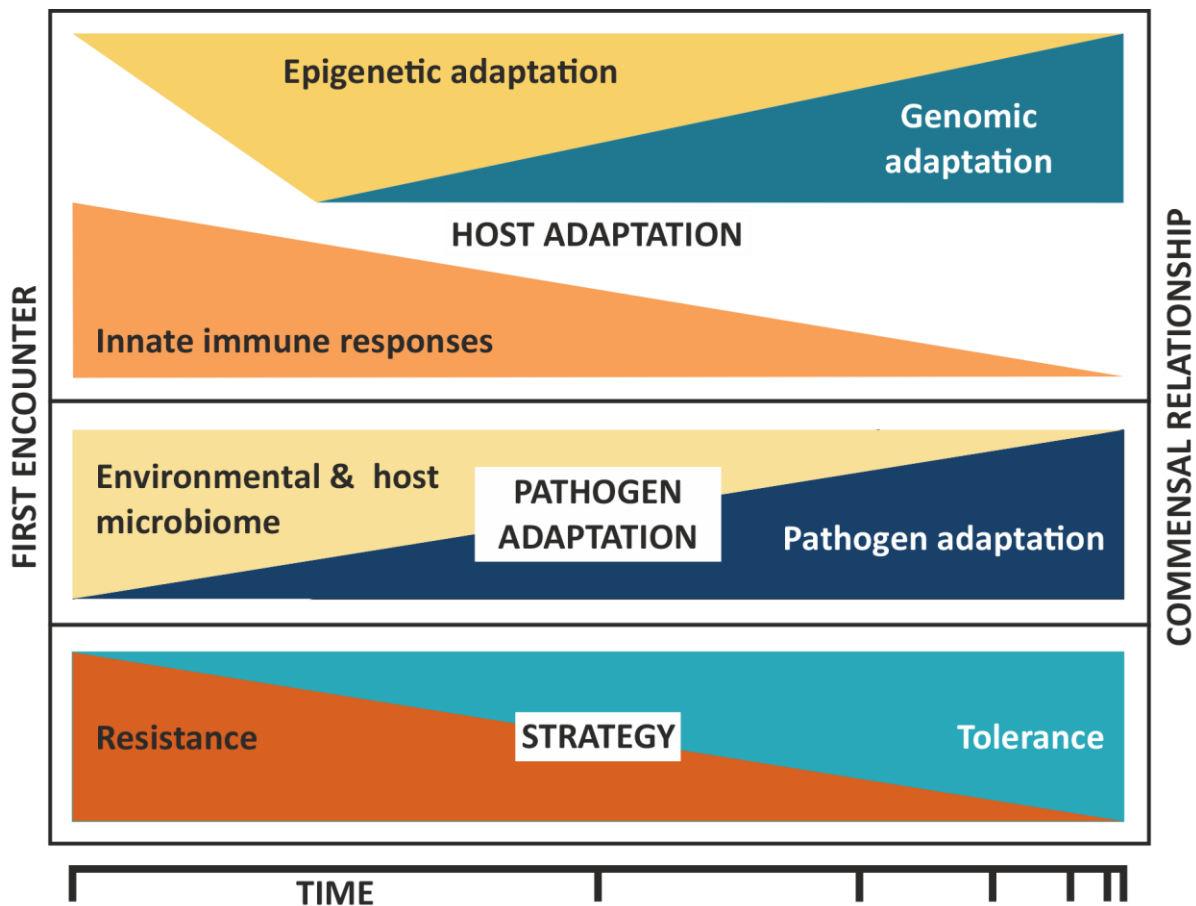 Epigenetic adaptation
Genomic
adaptation
HOST ADAPTATION
Innate immune responses
FIRST ENCOUNTER
COMMENSAL RELATIONSHIP
Environmental & host
microbiome
PATHOGEN
ADAPTATION
Pathogen adaptation
Resistance
STRATEGY
Tolerance
TIME